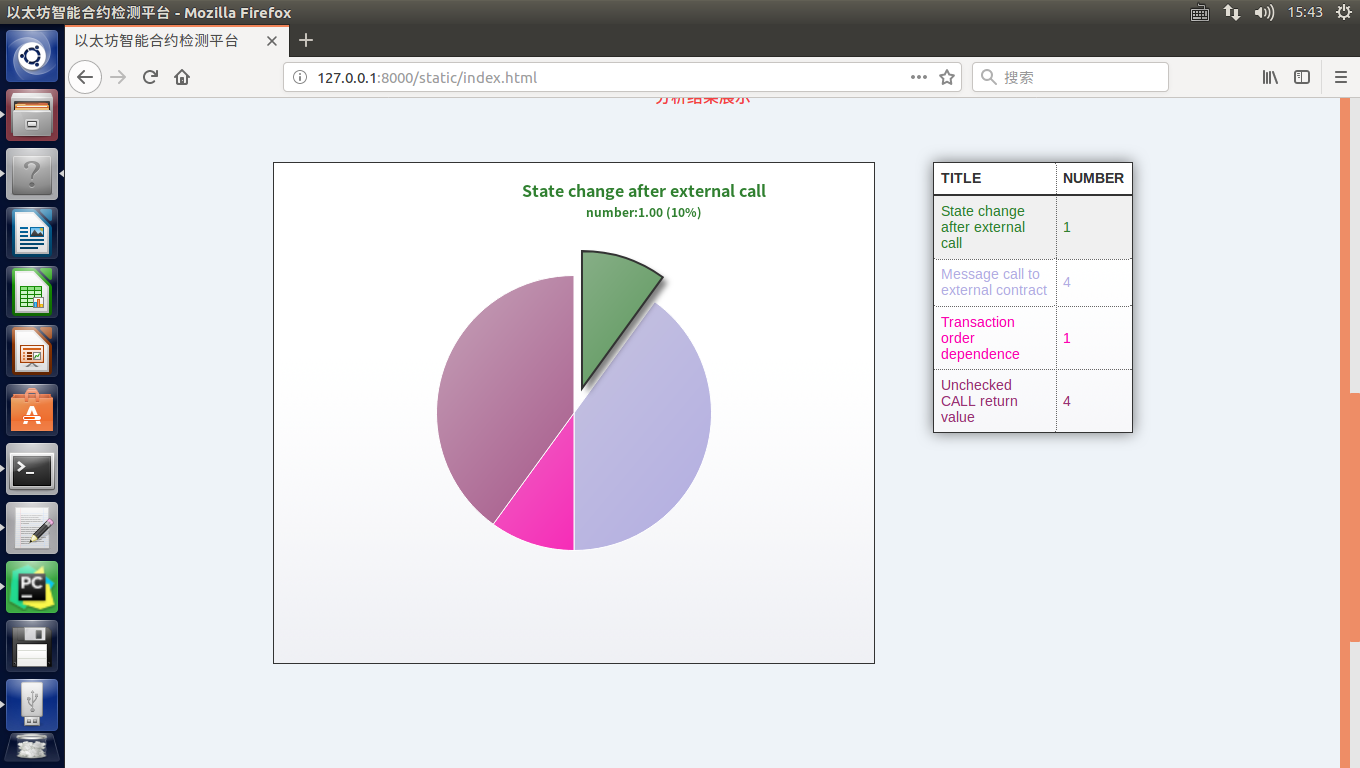 以太坊智能合约检测平台 - Mozilla Firefox
15:43
以太坊智能合约检测平台
127.0.0.1:8000/static/index.html
搜索
分析结果展示
State change after external call
number:1.00 (10%)
TITLE NUMBER
State change
after external
call
1
Message call to
external contract
4
Transaction
order
dependence
1
Unchecked
CALL return
value
4
PC